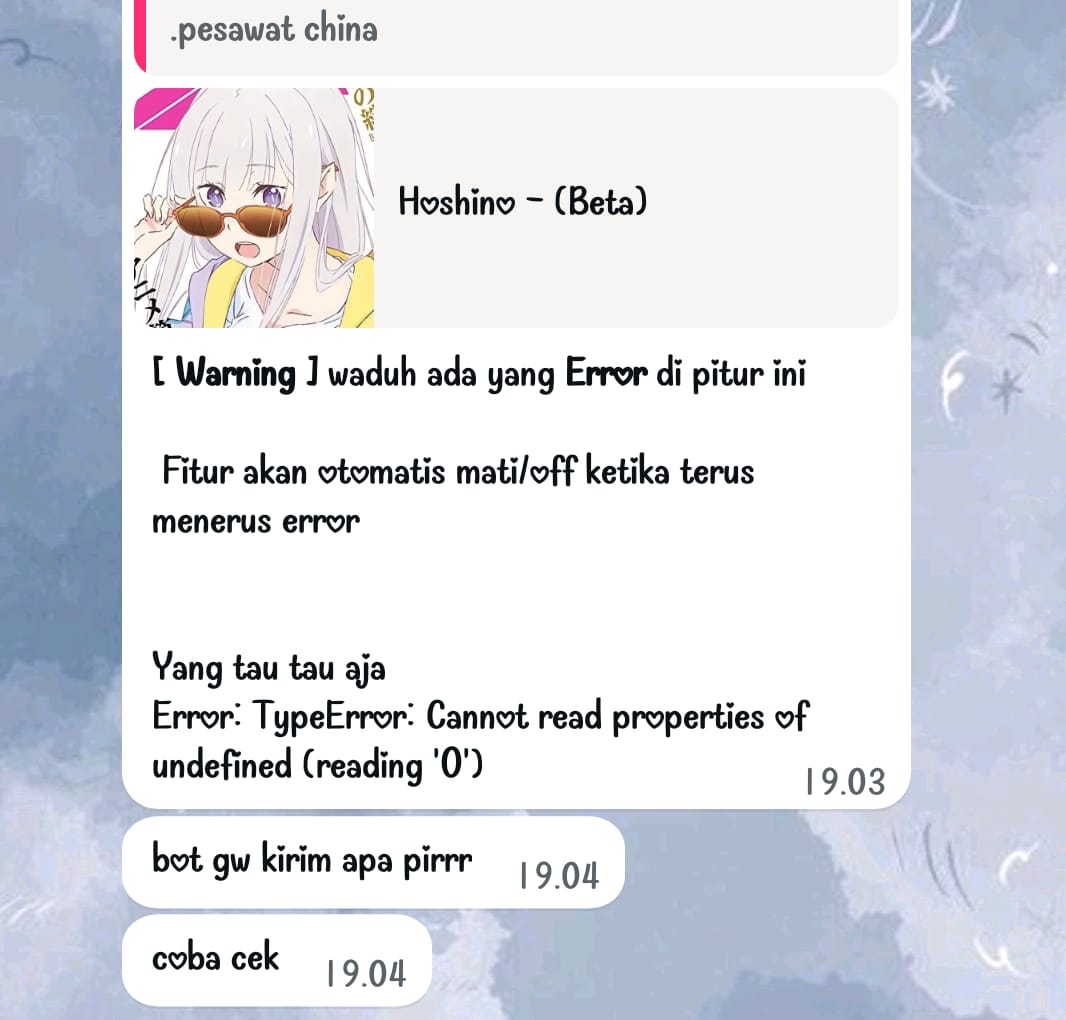 .pesawat china
の
Hoshino - (Beta)
[ Warning ] waduh ada yang Error di pitur ini
Fitur akan otomatis mati/off ketika terus
menerus error
Yang tau tau aja
Error: TypeError: Cannot read properties of
undefined (reading '0')
19.03
bot gw kirim apa pirrr
19.04
coba cek
19.04